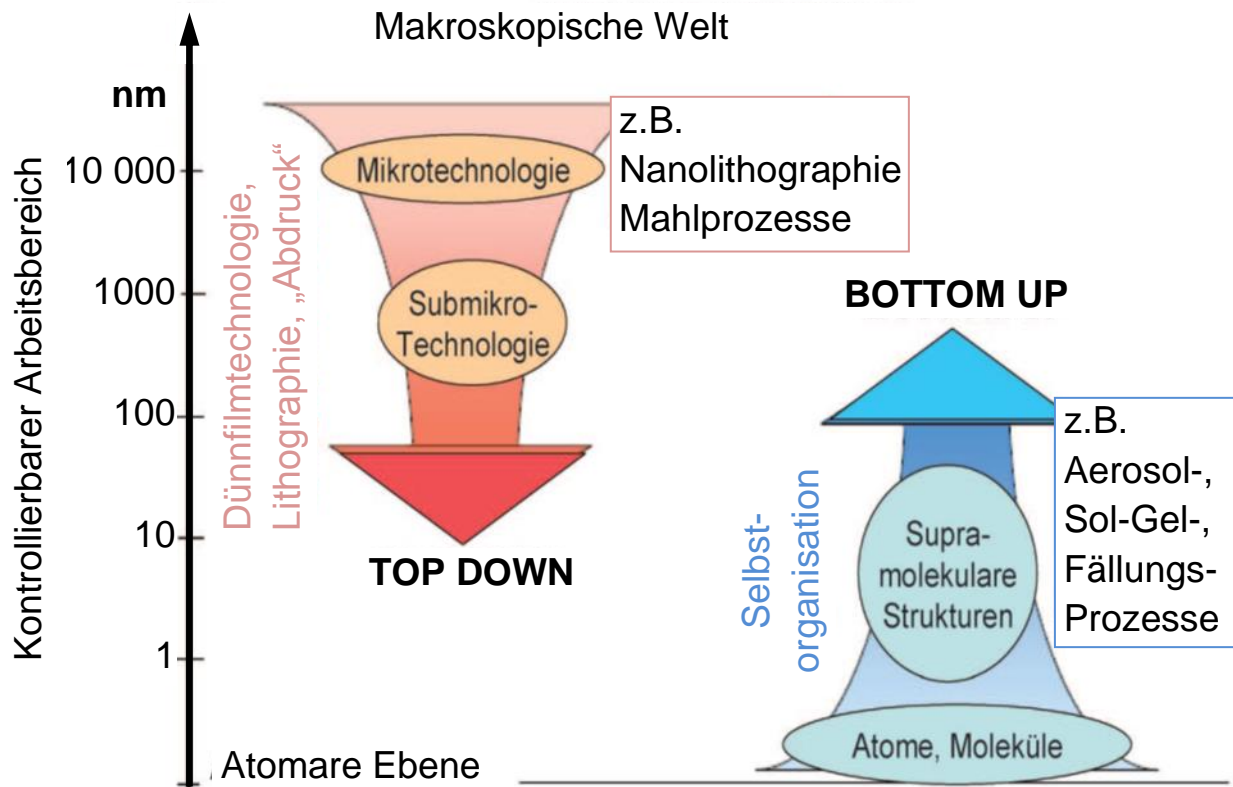 Makroskopische Welt
nm
Kontrollierbarer Arbeitsbereich
10 000
1000
100
10
1
Dünnfilmtechnologie,
Lithographie, „Abdruck“
Mikrotechnologie
Submikro-
Technologie
TOP DOWN
z.B.
Nanolithographie
Mahlprozesse
BOTTOM UP
Selbst-
organisation
Supra-
molekulare
Strukturen
Atome, Moleküle
z.B.
Aerosol-,
Sol-Gel-,
Fällungs-
Prozesse
Atomare Ebene